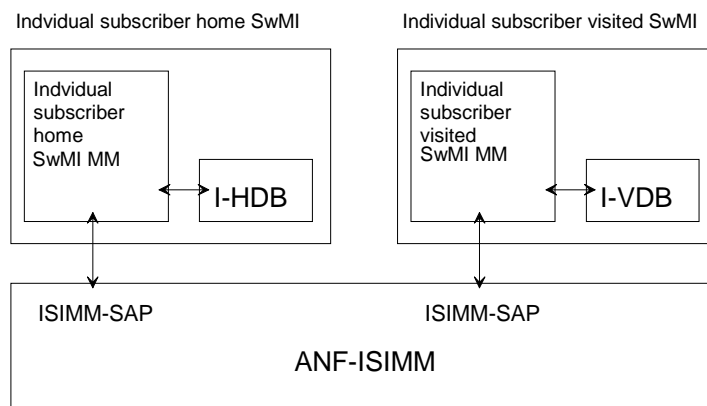 Indvidual subscriber home SwMI
Individual subscriber visited SwMI
Indvidual
subscriber
home
SwMI MM
I-HDB
Individual
subscriber
visited
SwMI MM
I-VDB
ISIMM-SAP
ISIMM-SAP
ANF-ISIMM